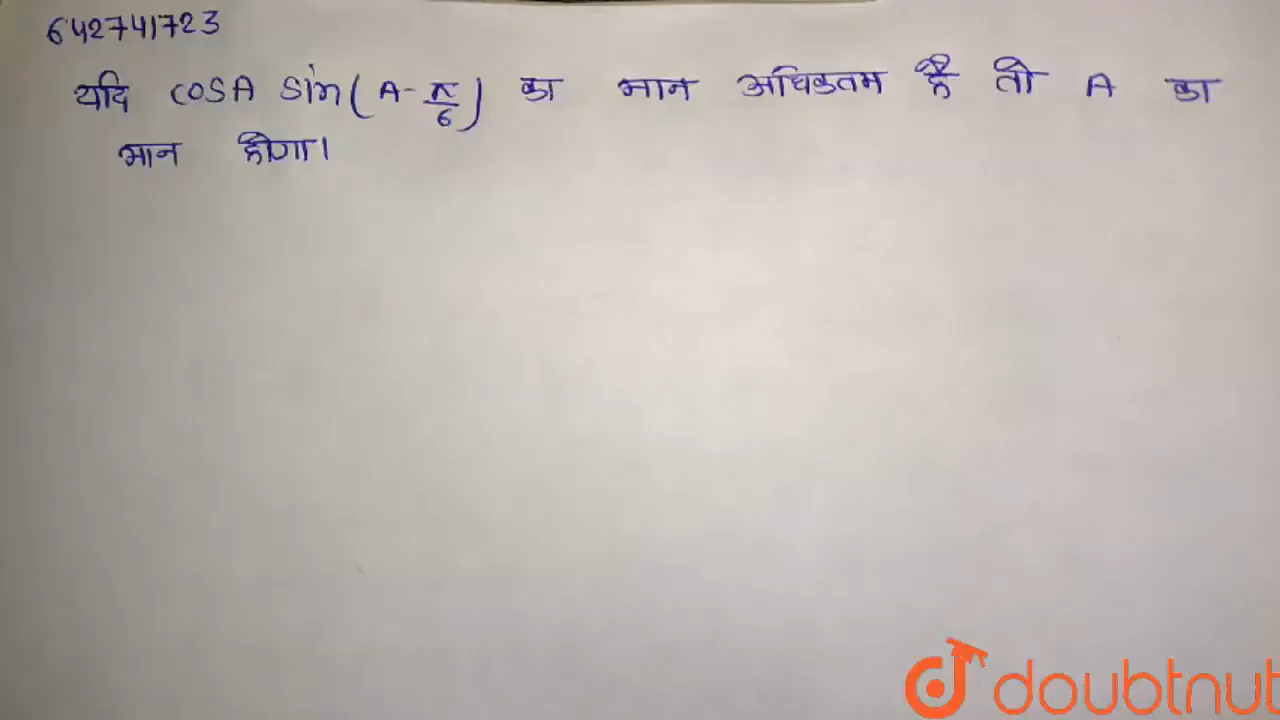 642741723
यदि COSA sin(A-π/6) का मान अधिकतम है तो A का
मान होगा।
doubtnut